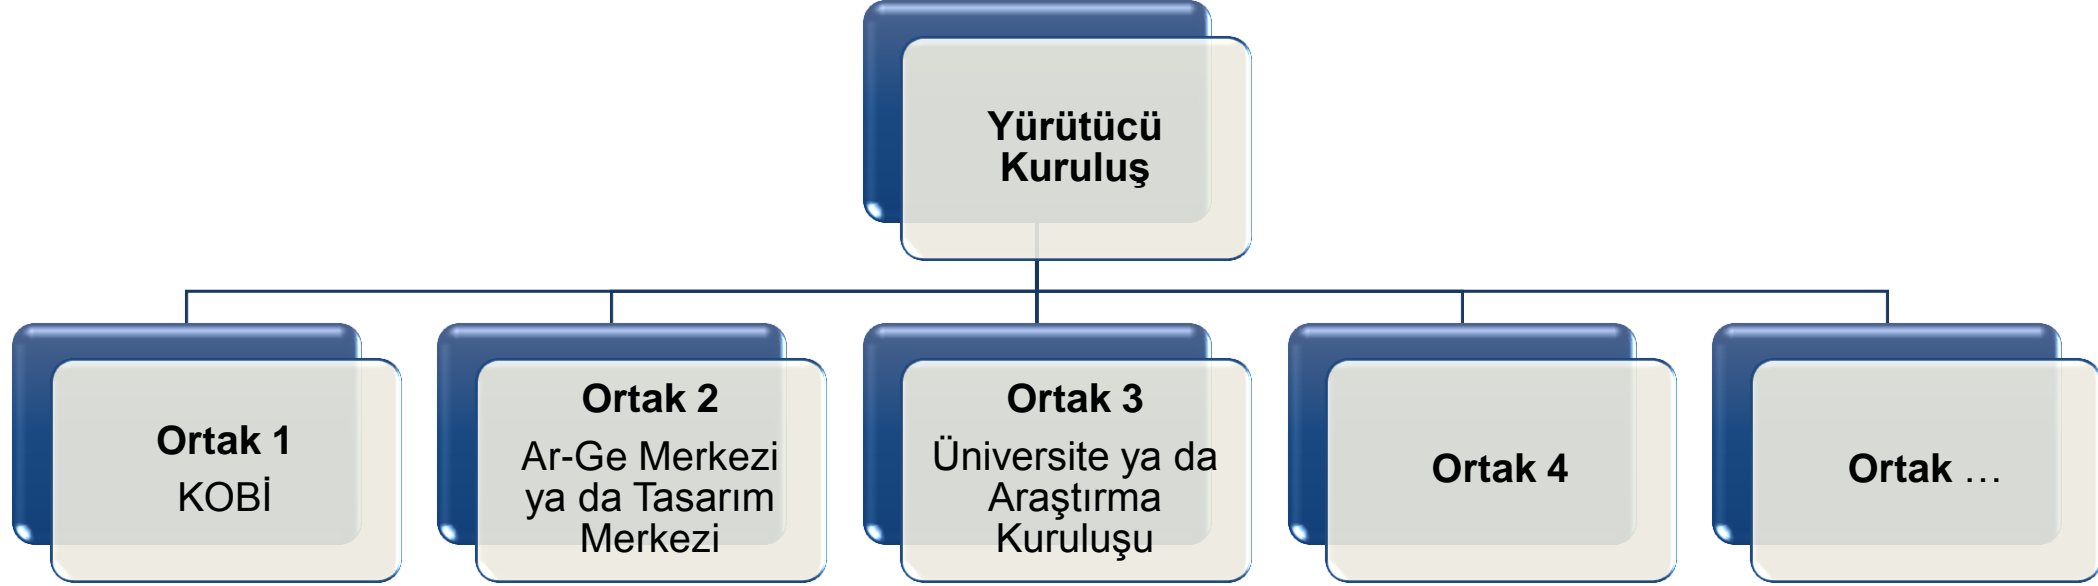 Yürütücü
Kuruluş
Ortak 1
KOBİ
Ortak 2
Ar-Ge Merkezi
ya da Tasarım
Merkezi
Ortak 3
Üniversite ya da
Araştırma
Kuruluşu
Ortak 4
Ortak …